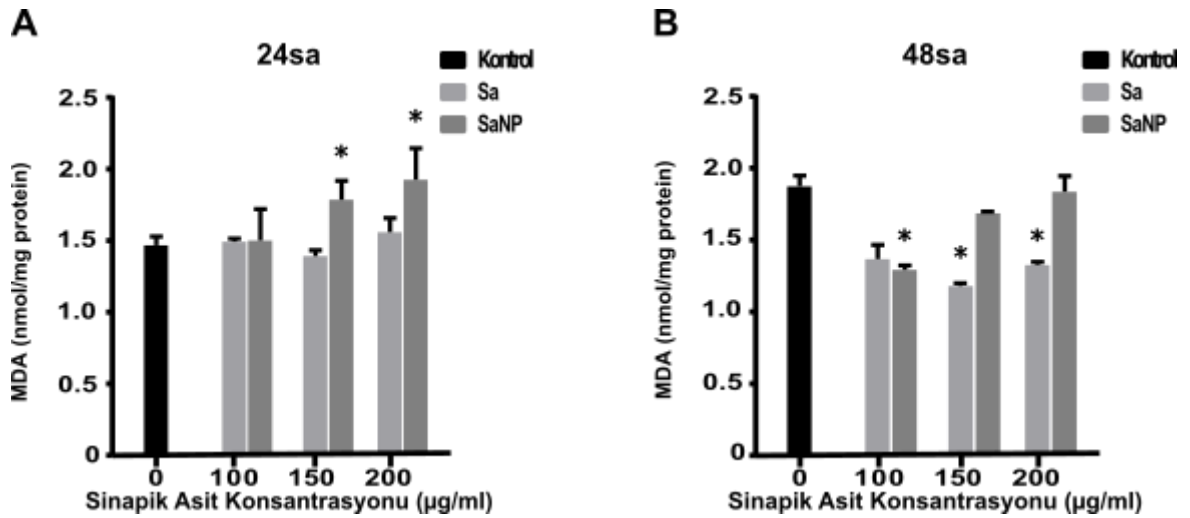 A
24sa
Kontrol
Sa
SaNP
MDA (nmol/mg protein)
2.5
2.0
1.5
1.0
0.5
0
*
*
0 100 150 200
Sinapik Asit Konsantrasyonu (µg/ml)
B
48sa
Kontrol
Sa
SaNP
MDA (nmol/mg protein)
2.5
2.0
1.5
1.0
0.5
0
* * *
0 100 150 200
Sinapik Asit Konsantrasyonu (µg/ml)